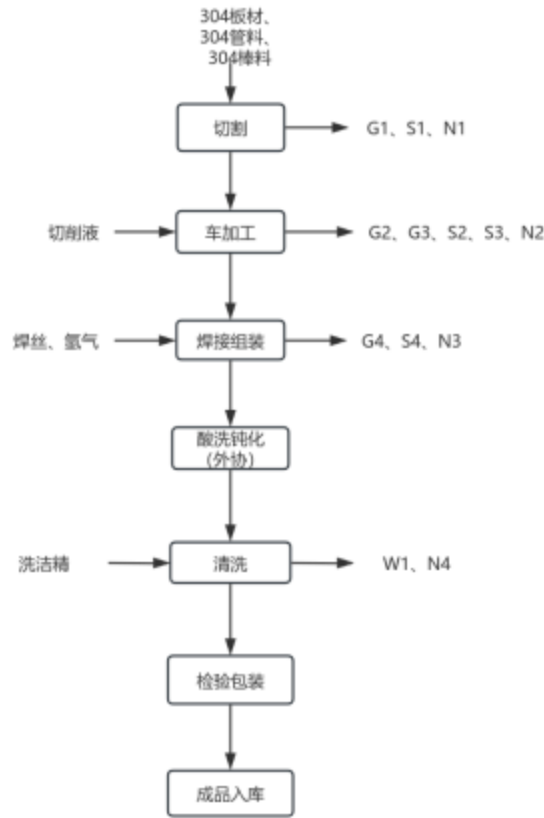 304板材、
304管料、
304棒料
切割
G1、S1、N1
切削液
车加工
G2、G3、S2、S3、N2
焊丝、氩气
焊接组装
G4、S4、N3
酸洗钝化
（外协）
洗洁精
清洗
W1、N4
检验包装
成品入库